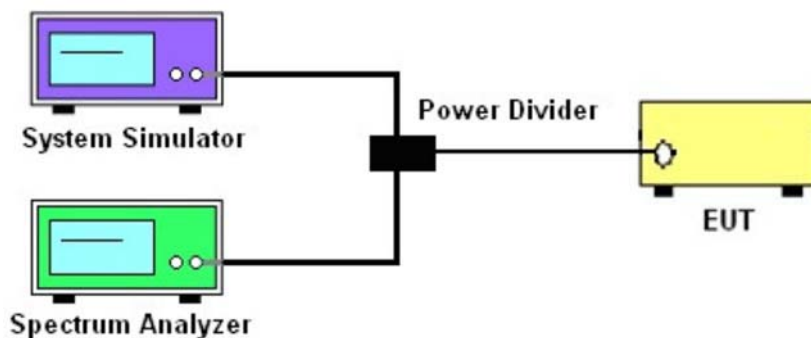 System Simulator
Power Divider
EUT
Spectrum Analyzer